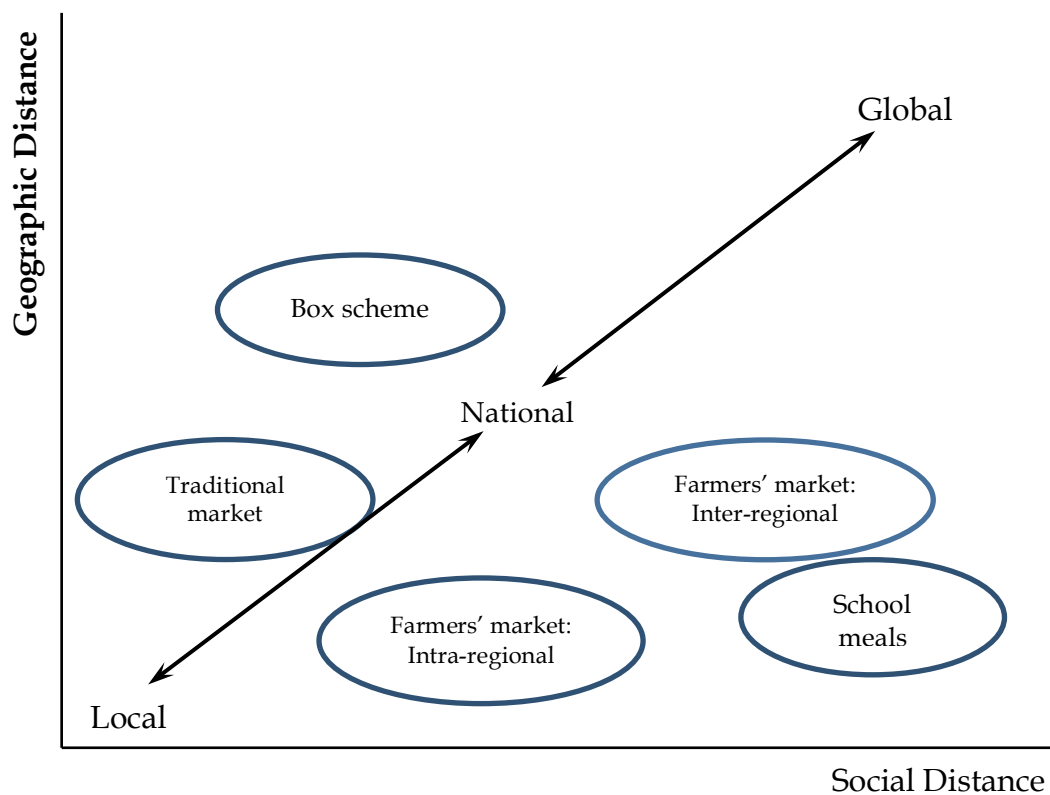 Geographic Distance
Global
Box scheme
National
Traditional
market
Farmers’ market:
Inter-regional
School
meals
Farmers’ market:
Intra-regional
Local
Social Distance